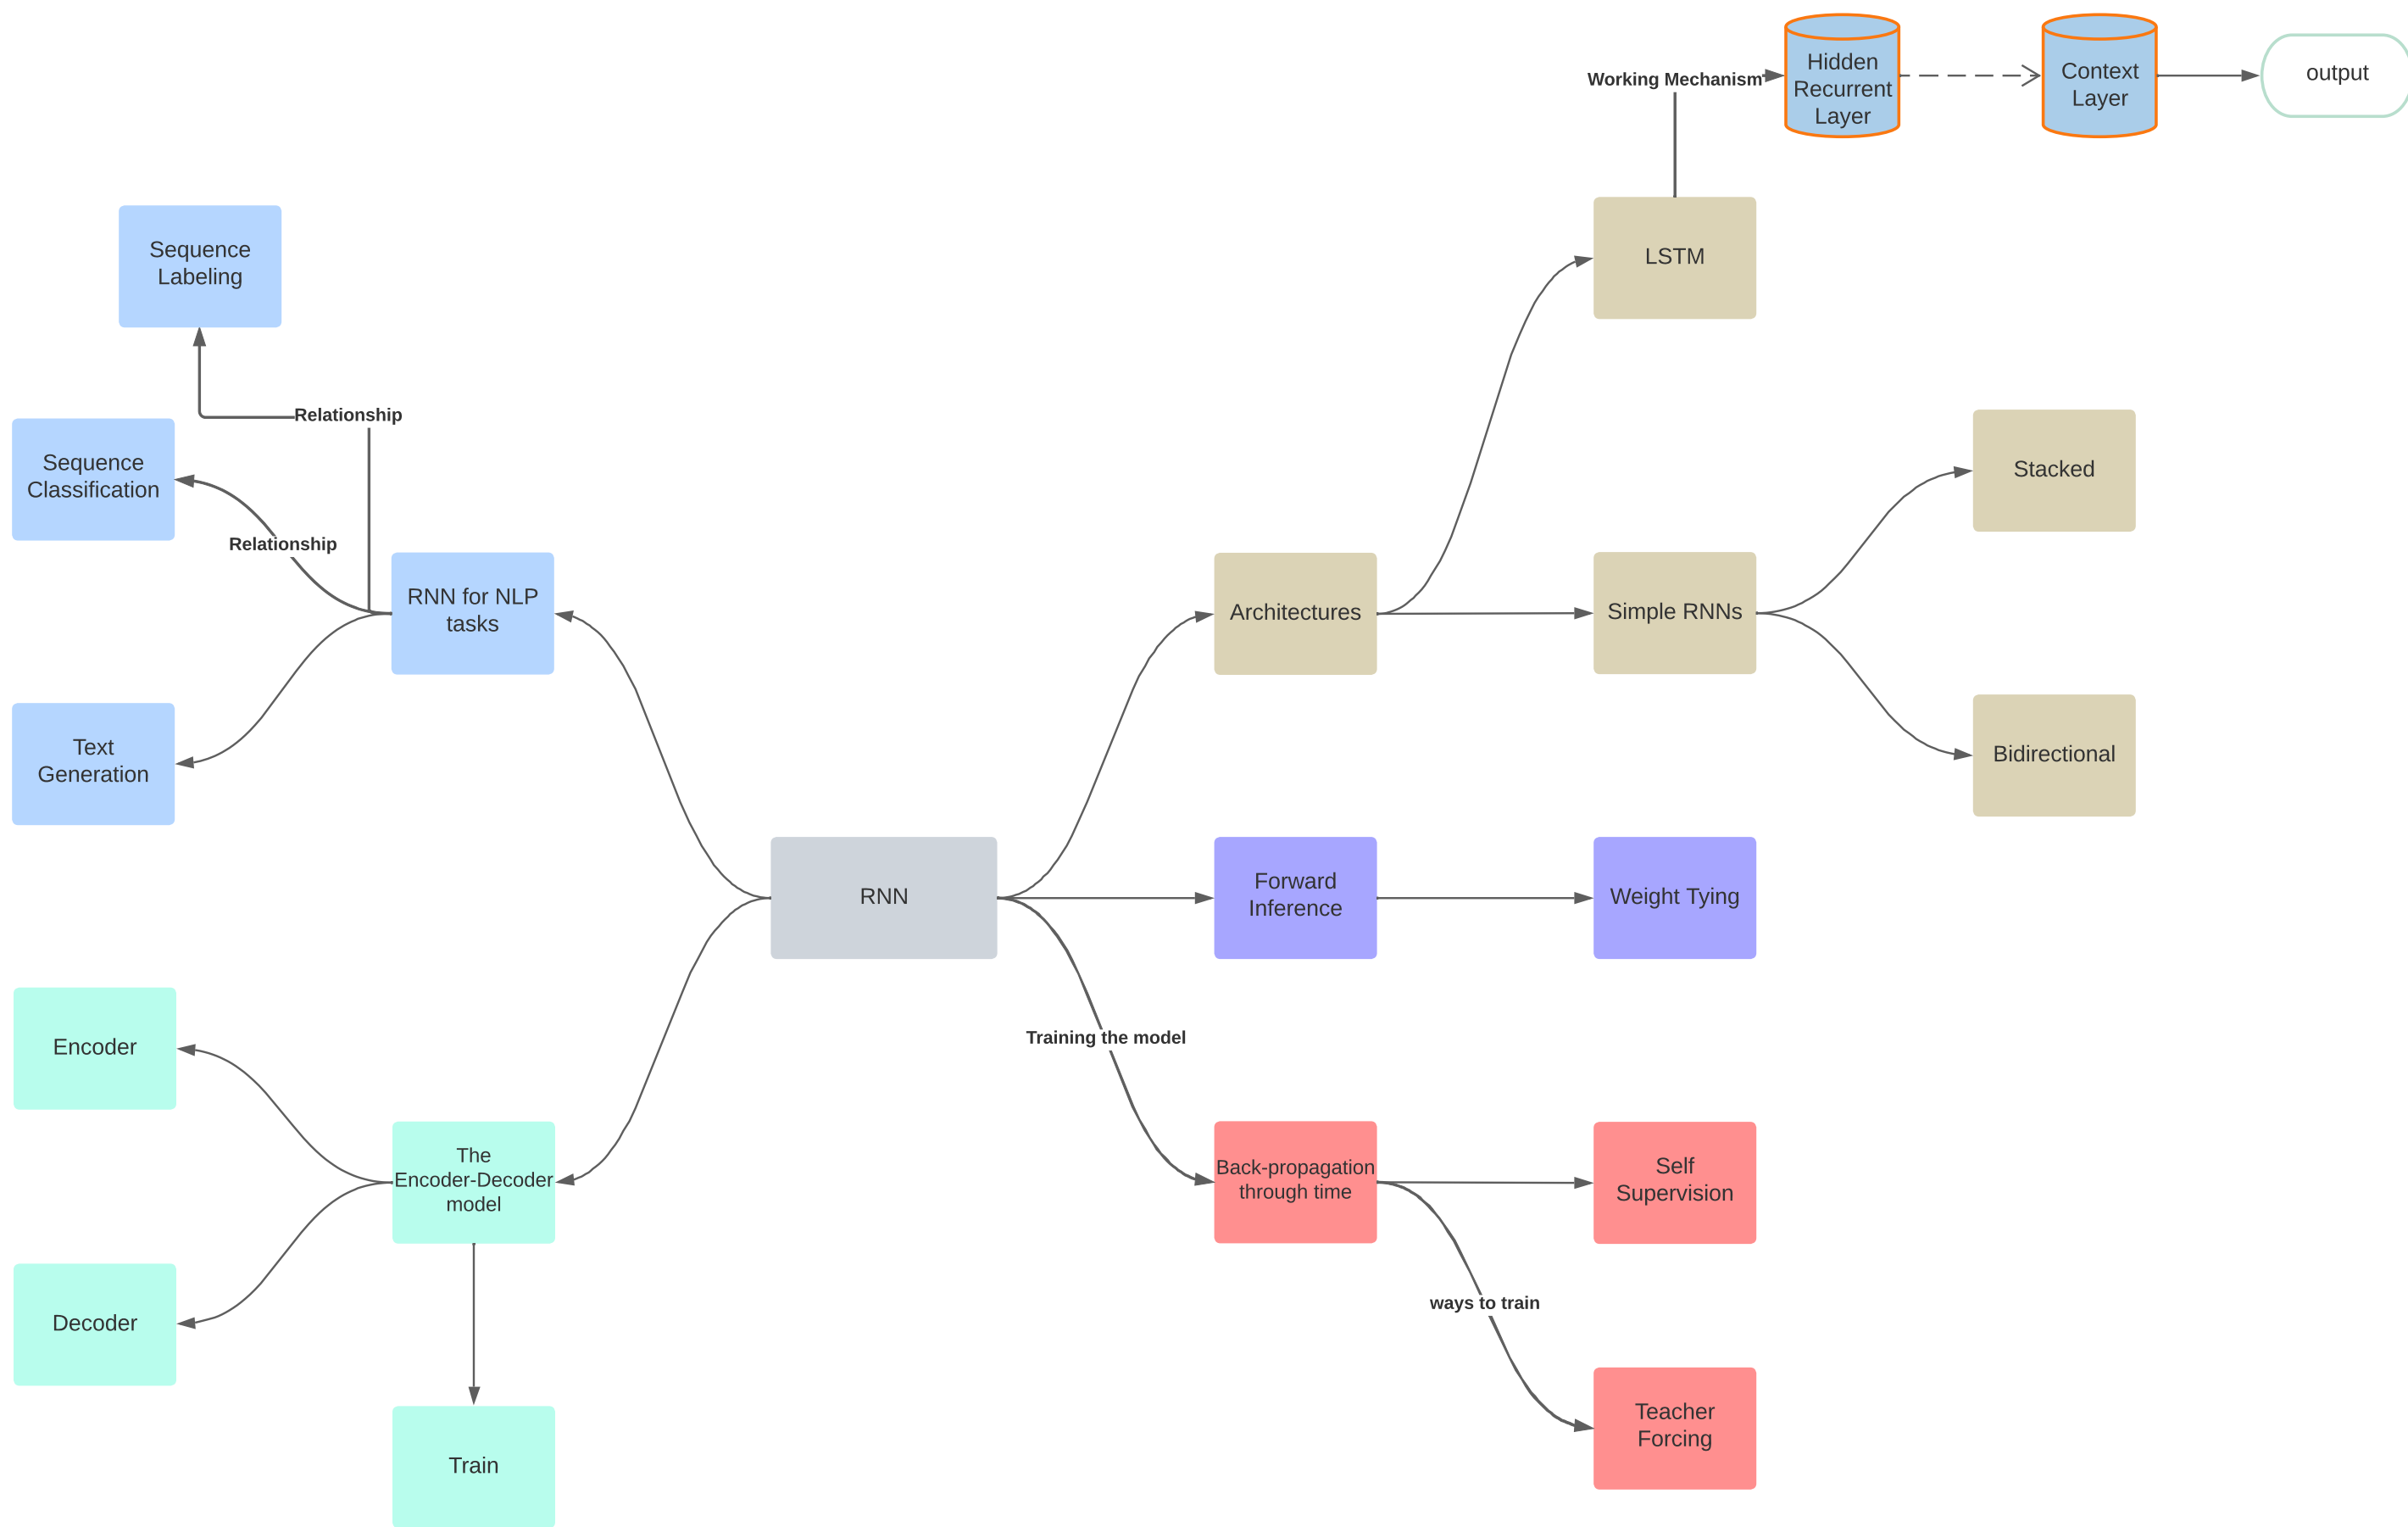 Hidden
Recurrent
Layer
Context
Layer
output
Working Mechanism
LSTM
Sequence
Labeling
Relationship
Sequence
Classification
Relationship
Stacked
RNN for NLP
tasks
Architectures
Simple RNNs
Text
Generation
Bidirectional
RNN
Forward
Inference
Weight Tying
Training the model
Encoder
The
Encoder-Decoder
model
Back-propagation
through time
Self
Supervision
Decoder
ways to train
Teacher
Forcing
Train